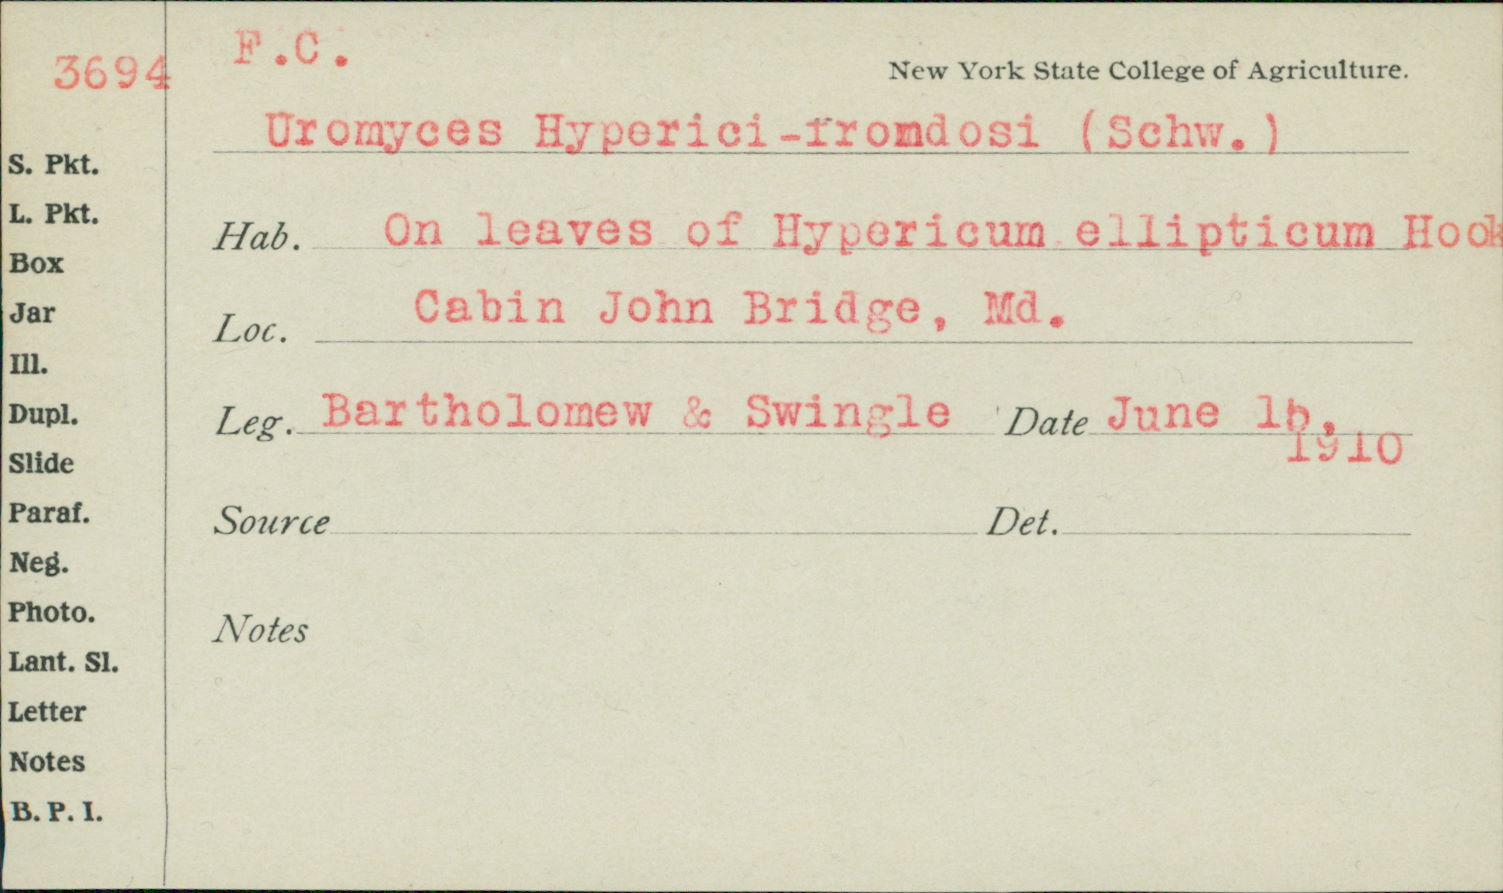 3694
F.C.
New York State College of Agriculture.
Uromyces Hyperici-fromdosi (Schw.)
S. Pkt.
L. Pkt.
Hab. On leaves of Hypericum ellipticum Hook
Box
Jar
Loc. Cabin John Bridge, Md.
Ill.
Dupl.
Leg. Bartholomew & Swingle Date June 15,
1910
Slide
Paraf.
Source Det.
Neg.
Photo.
Notes
Lant. Sl.
Letter
Notes
B. P. I.